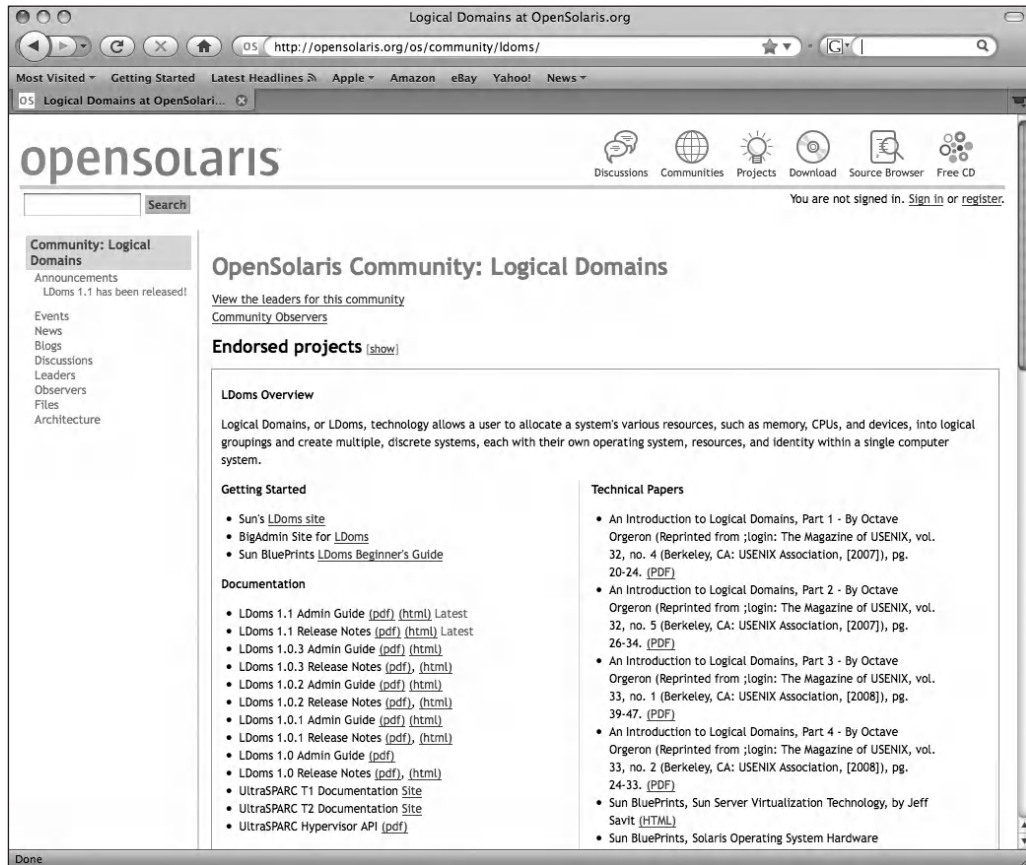 Logical Domains at OpenSolaris.org
OS http://opensolaris.org/os/community/ldoms/
G
Most Visited Getting Started Latest Headlines Apple Amazon eBay Yahoo! News
OS Logical Domains at OpenSolari...
opensolaris
Discussions Communities Projects Download Source Browser Free CD
Search
You are not signed in. Sign in or register.
Community: Logical
Domains
Announcements
LDoms 1.1 has been released!
Events
News
Blogs
Discussions
Leaders
Observers
Files
Architecture
OpenSolaris Community: Logical Domains
View the leaders for this community
Community Observers
Endorsed projects [show]
LDoms Overview
Logical Domains, or LDoms, technology allows a user to allocate a system's various resources, such as memory, CPUs, and devices, into logical
groupings and create multiple, discrete systems, each with their own operating system, resources, and identity within a single computer
system.
Getting Started
• Sun's LDoms site
• BigAdmin Site for LDoms
• Sun BluePrints LDoms Beginner's Guide
Documentation
• LDoms 1.1 Admin Guide (pdf) (html) Latest
• LDoms 1.1 Release Notes (pdf) (html) Latest
• LDoms 1.0.3 Admin Guide (pdf) (html)
• LDoms 1.0.3 Release Notes (pdf), (html)
• LDoms 1.0.2 Admin Guide (pdf) (html)
• LDoms 1.0.2 Release Notes (pdf), (html)
• LDoms 1.0.1 Admin Guide (pdf) (html)
• LDoms 1.0.1 Release Notes (pdf), (html)
• LDoms 1.0 Admin Guide (pdf)
• LDoms 1.0 Release Notes (pdf), (html)
• UltraSPARC T1 Documentation Site
• UltraSPARC T2 Documentation Site
• UltraSPARC Hypervisor API (pdf)
Technical Papers
• An Introduction to Logical Domains, Part 1 - By Octave
Orgeron (Reprinted from ;login: The Magazine of USENIX, vol.
32, no. 4 (Berkeley, CA: USENIX Association, [2007]), pg.
20-24. (PDF)
• An Introduction to Logical Domains, Part 2 - By Octave
Orgeron (Reprinted from ;login: The Magazine of USENIX, vol.
32, no. 5 (Berkeley, CA: USENIX Association, [2007]), pg.
26-34. (PDF)
• An Introduction to Logical Domains, Part 3 - By Octave
Orgeron (Reprinted from ;login: The Magazine of USENIX, vol.
33, no. 1 (Berkeley, CA: USENIX Association, [2008]), pg.
39-47. (PDF)
• An Introduction to Logical Domains, Part 4 - By Octave
Orgeron (Reprinted from ;login: The Magazine of USENIX, vol.
33, no. 2 (Berkeley, CA: USENIX Association, [2008]), pg.
24-33. (PDF)
• Sun BluePrints, Sun Server Virtualization Technology, by Jeff
Savit (HTML)
• Sun BluePrints, Solaris Operating System Hardware
Done